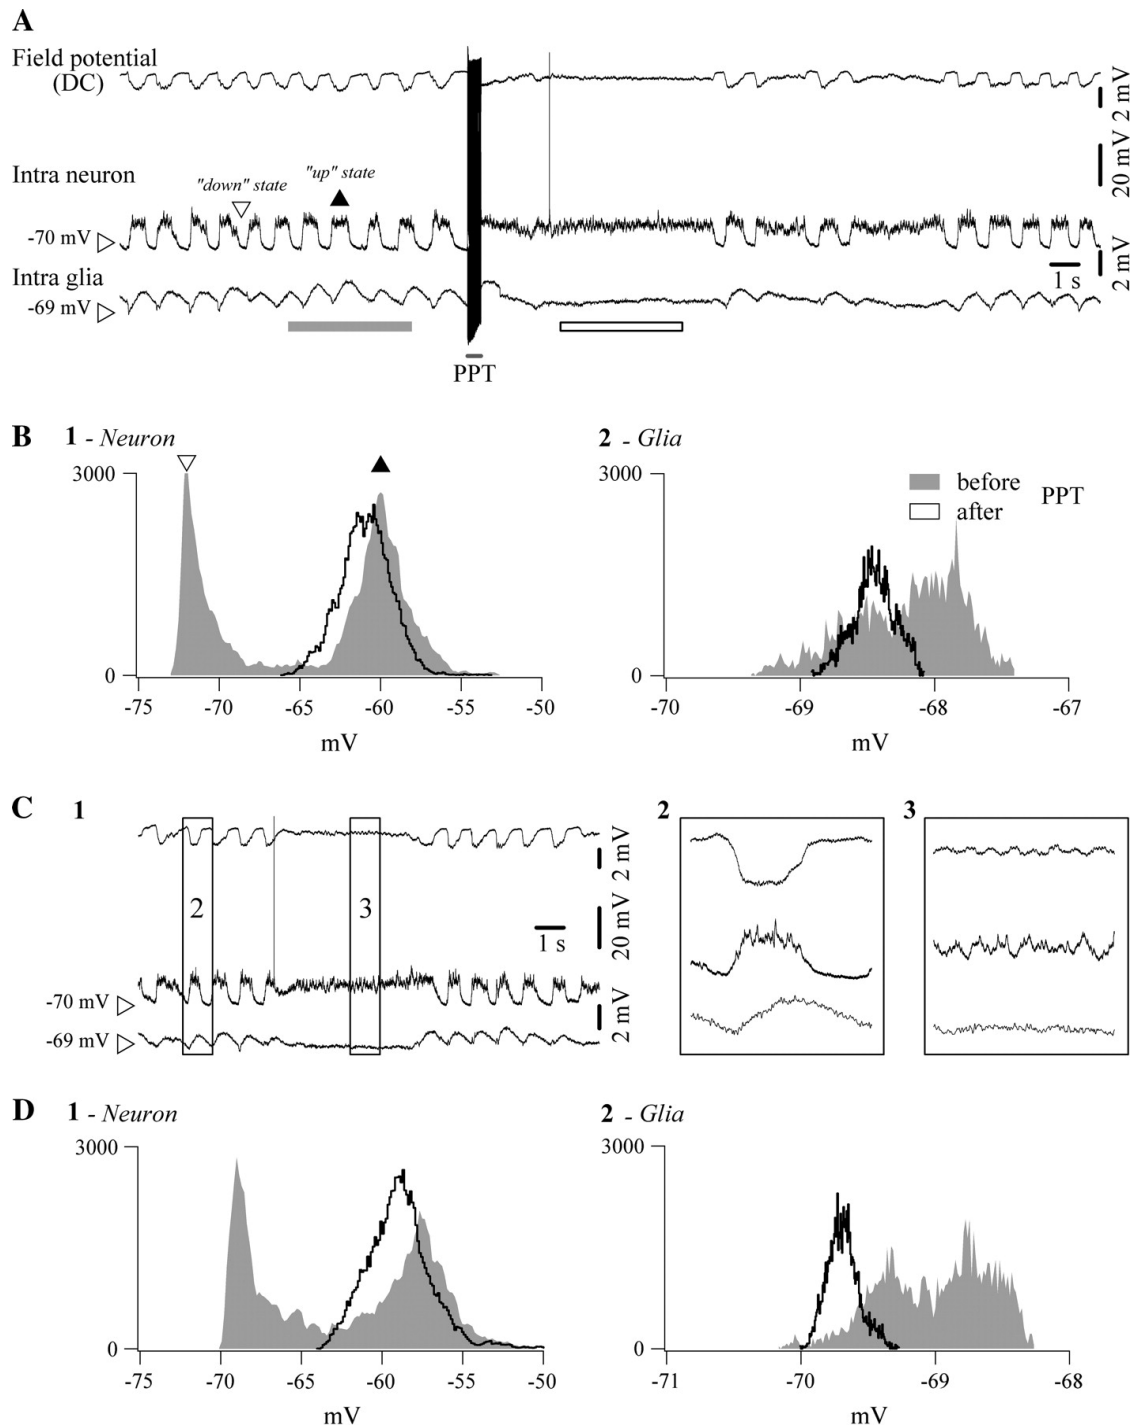 A
Field potential
(DC)
2 mV
20 mV
Intra neuron
"down" state
"up" state
-70 mV
2 mV
1 s
Intra glia
-69 mV
PPT
B
1 - Neuron
2 - Glia
3000
0
-75 -70 -65 -60 -55 -50
mV
3000
0
before
after
PPT
-70 -69 -68 -67
mV
C
1
2
3
2
3
2 mV
20 mV
1 s
2 mV
-70 mV
-69 mV
D
1 - Neuron
2 - Glia
3000
0
-75 -70 -65 -60 -55 -50
mV
3000
0
-71 -70 -69 -68
mV